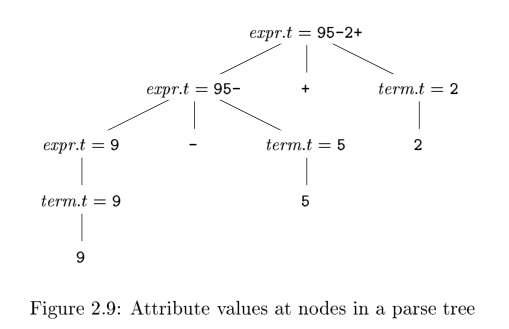 expr.t = 95-2+
expr.t = 95- + term.t = 2
expr.t = 9 - term.t = 5 2
term.t = 9 5
9
Figure 2.9: Attribute values at nodes in a parse tree